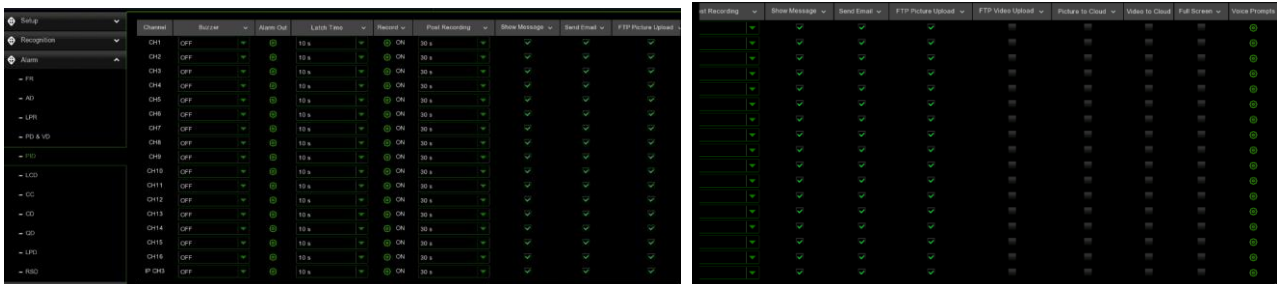 Setup
Recognition
Alarm
FR
AD
LPR
PD & VD
PID
LCD
CC
CD
QD
LPD
RSD
Channel Buzzer Alarm Out Latch Time Record Post Recording Show Message Send Email FTP Picture Upload
CH1 OFF 10 s ON 30 s
CH2 OFF 10 s ON 30 s
CH3 OFF 10 s ON 30 s
CH4 OFF 10 s ON 30 s
CH5 OFF 10 s ON 30 s
CH6 OFF 10 s ON 30 s
CH7 OFF 10 s ON 30 s
CH8 OFF 10 s ON 30 s
CH9 OFF 10 s ON 30 s
CH10 OFF 10 s ON 30 s
CH11 OFF 10 s ON 30 s
CH12 OFF 10 s ON 30 s
CH13 OFF 10 s ON 30 s
CH14 OFF 10 s ON 30 s
CH15 OFF 10 s ON 30 s
CH16 OFF 10 s ON 30 s
IP CH3 OFF 10 s ON 30 s
st Recording Show Message Send Email FTP Picture Upload FTP Video Upload Picture to Cloud Video to Cloud Full Screen Voice Prompts